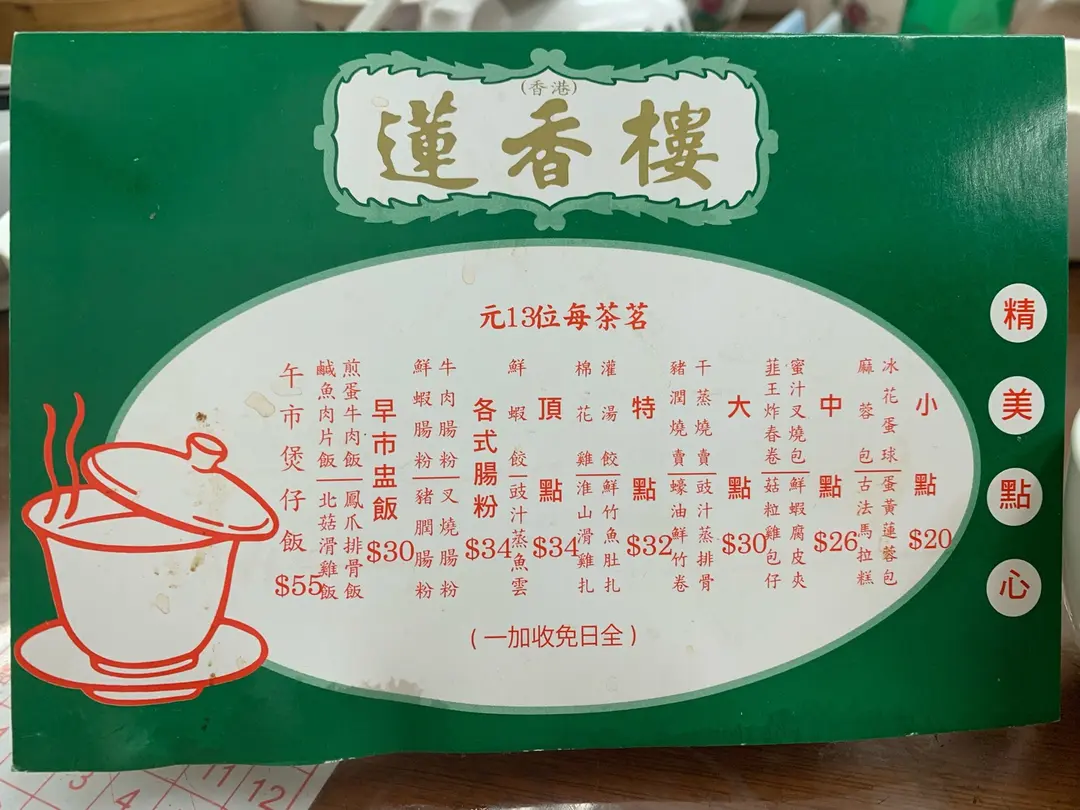 (香港)
蓮香樓
精美點心
茗茶每位13元
小點 $20
冰花蛋球
蛋黃蓮蓉包
麻蓉包
古法馬拉糕
中點 $26
蜜汁叉燒包
鮮蝦腐皮夾
韮王炸春卷
菇粒雞包仔
大點 $30
干蒸燒賣
豉汁蒸排骨
豬潤燒賣
蠔油鮮竹卷
特點 $32
灌湯餃
鮮竹魚肚扎
棉花雞
淮山滑雞扎
頂點 $34
鮮蝦餃
豉汁蒸魚雲
各式腸粉 $34
牛肉腸粉
叉燒腸粉
鮮蝦腸粉
豬潤腸粉
早市盅飯 $30
煎蛋牛肉飯
鳳爪排骨飯
鹹魚肉片飯
北菇滑雞飯
午市煲仔飯 $55
(全日免收加一)
3 4 11 12